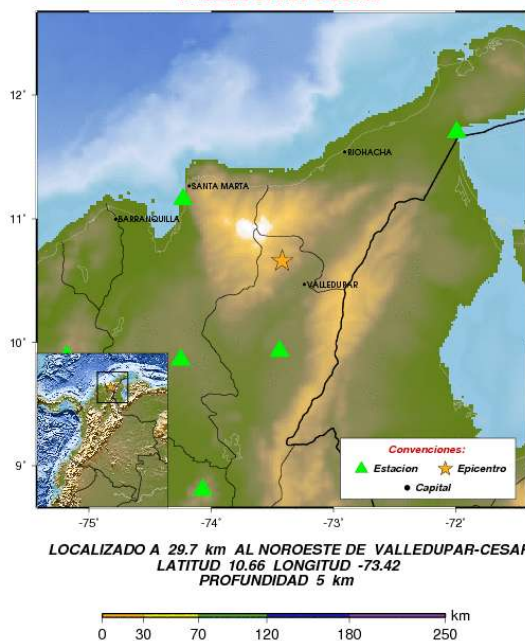 12°
RIOHACHA
SANTA MARTA
11°
BARRANQUILLA
VALLEDUPAR
10°
9°
Convenciones:
Estacion
Epicentro
Capital
-75° -74° -73° -72°
LOCALIZADO A 29.7 km AL NOROESTE DE VALLEDUPAR-CESAR
LATITUD 10.66 LONGITUD -73.42
PROFUNDIDAD 5 km
km
0 30 70 120 180 250